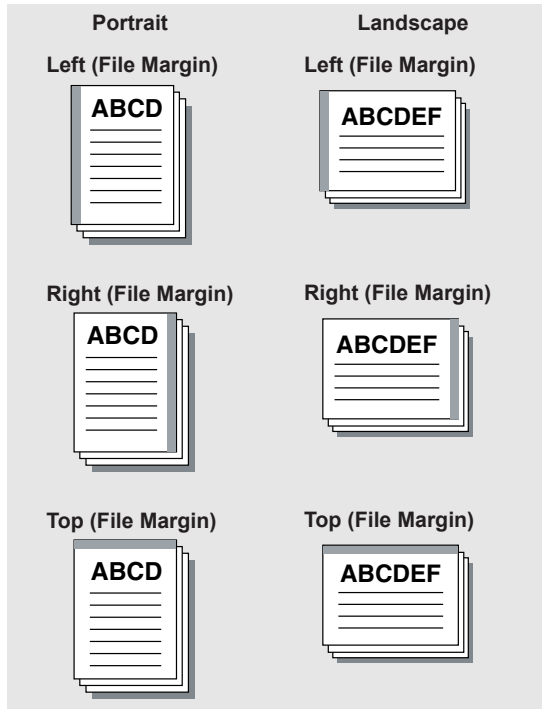 Portrait Landscape
Left (File Margin) Left (File Margin)
ABCD ABCDEF
Right (File Margin) Right (File Margin)
ABCD ABCDEF
Top (File Margin) Top (File Margin)
ABCD ABCDEF